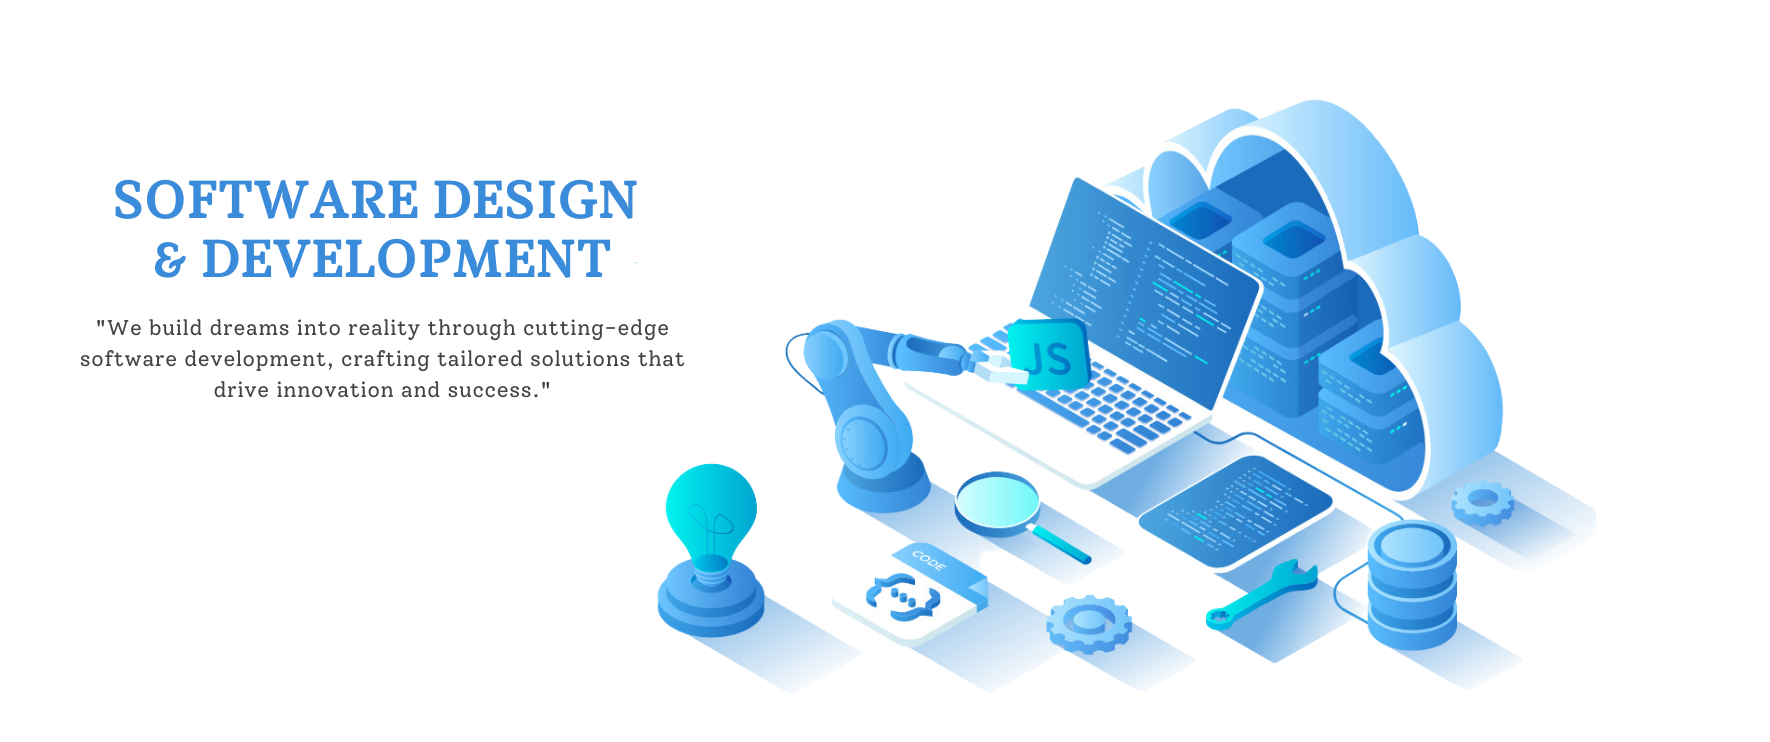 SOFTWARE DESIGN
& DEVELOPMENT
"We build dreams into reality through cutting-edge
software development, crafting tailored solutions that
drive innovation and success."
JS
CODE
{...}